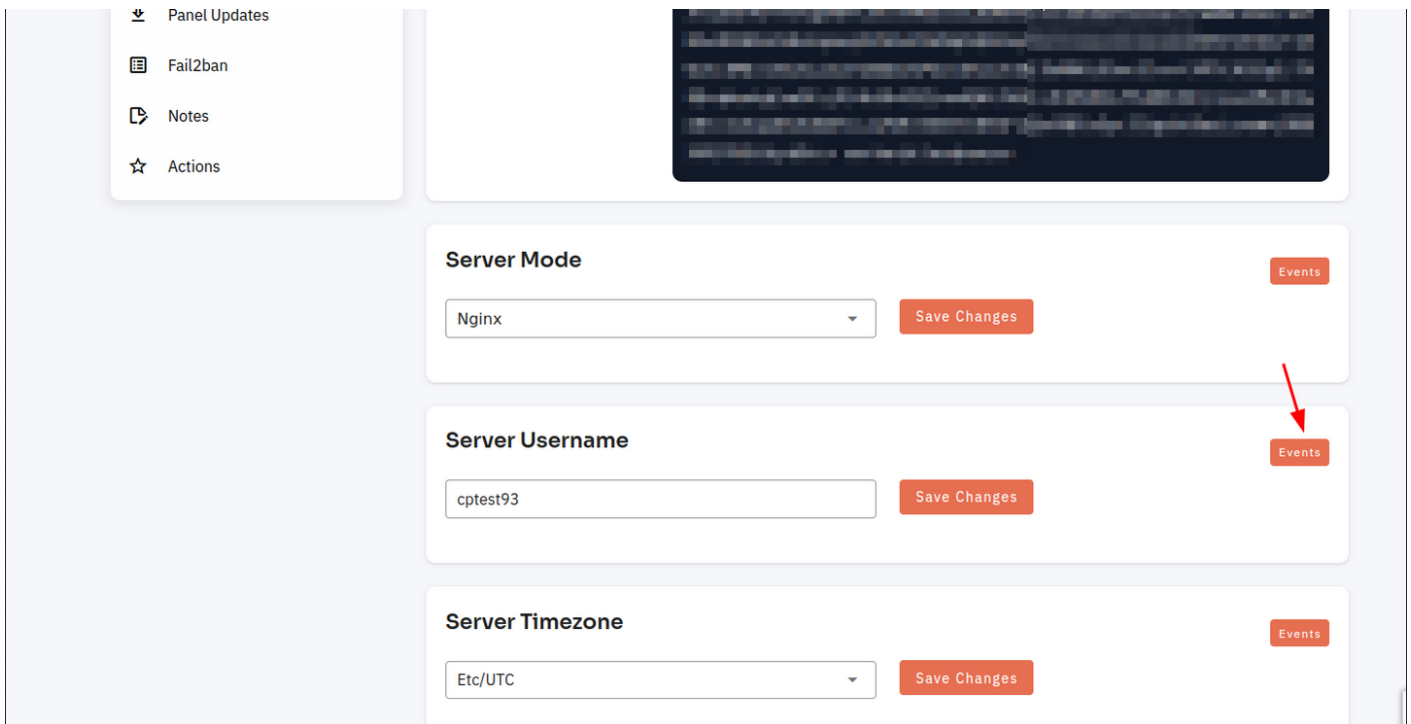 Panel Updates
Fail2ban
Notes
Actions
Server Mode
Events
Nginx
Save Changes
Server Username
Events
cptest93
Save Changes
Server Timezone
Events
Etc/UTC
Save Changes